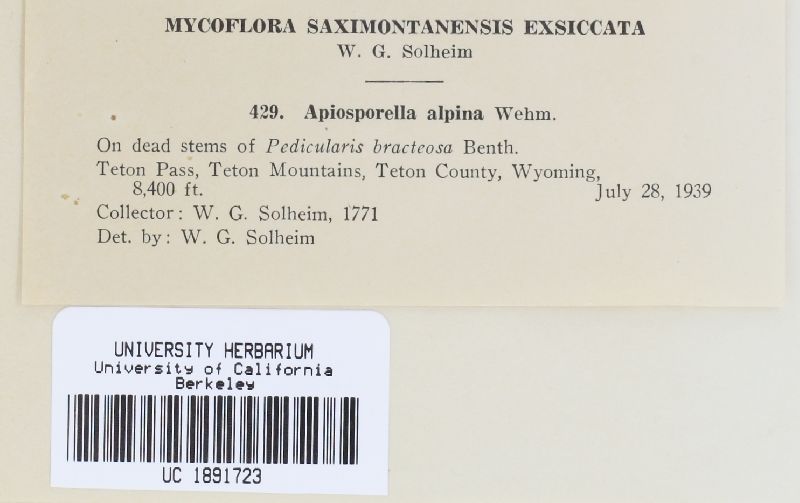 MYCOFLORA SAXIMONTANENSIS EXSICCATA
W. G. Solheim
429. Apiosporella alpina Wehm.
On dead stems of Pedicularis bracteosa Benth.
Teton Pass, Teton Mountains, Teton County, Wyoming,
8,400 ft. July 28, 1939
Collector: W. G. Solheim, 1771
Det. by: W. G. Solheim
UNIVERSITY HERBARIUM
University of California
Berkeley
UC 1891723